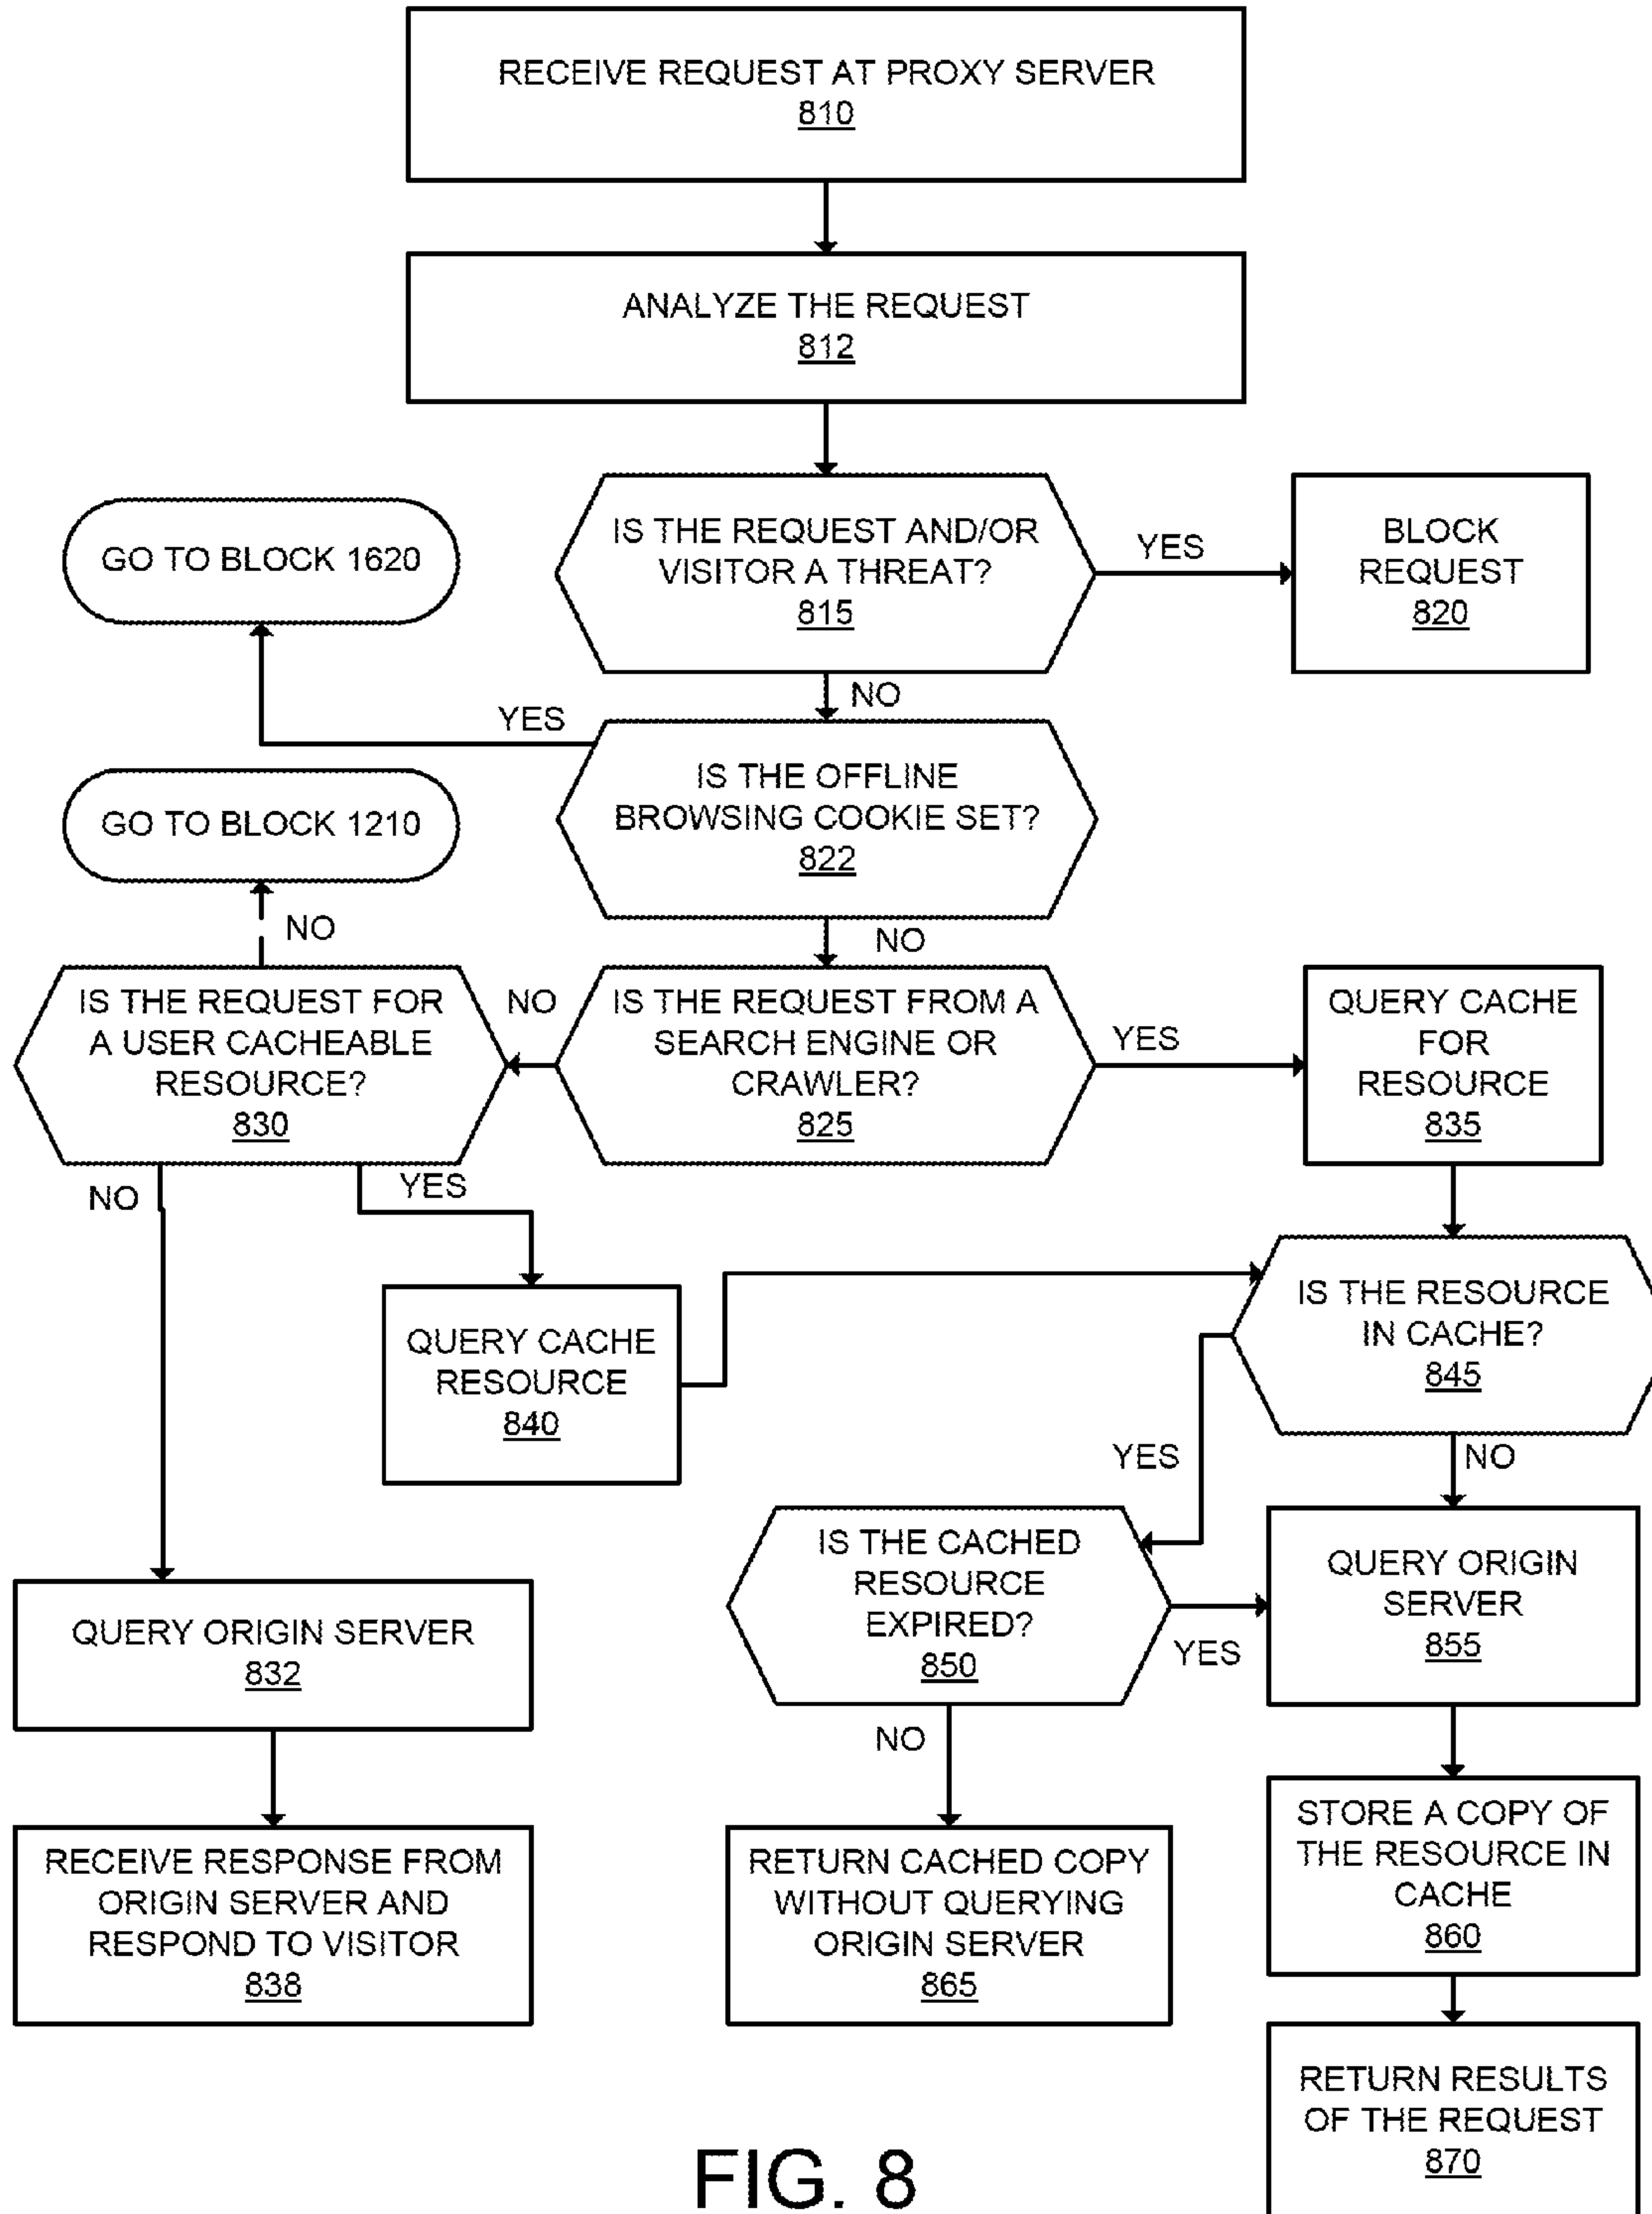 RECEIVE REQUEST AT PROXY SERVER
810
ANALYZE THE REQUEST
812
IS THE REQUEST AND/OR
VISITOR A THREAT?
815
YES
BLOCK
REQUEST
820
GO TO BLOCK 1620
NO
YES
IS THE OFFLINE
BROWSING COOKIE SET?
822
GO TO BLOCK 1210
NO
NO
IS THE REQUEST FOR
A USER CACHEABLE
RESOURCE?
830
NO
IS THE REQUEST FROM A
SEARCH ENGINE OR
CRAWLER?
825
YES
QUERY CACHE
FOR
RESOURCE
835
NO
YES
QUERY CACHE
RESOURCE
840
IS THE RESOURCE
IN CACHE?
845
YES
NO
IS THE CACHED
RESOURCE
EXPIRED?
850
YES
QUERY ORIGIN
SERVER
855
QUERY ORIGIN SERVER
832
NO
RECEIVE RESPONSE FROM
ORIGIN SERVER AND
RESPOND TO VISITOR
838
RETURN CACHED COPY
WITHOUT QUERYING
ORIGIN SERVER
865
STORE A COPY OF
THE RESOURCE IN
CACHE
860
RETURN RESULTS
OF THE REQUEST
870
FIG. 8